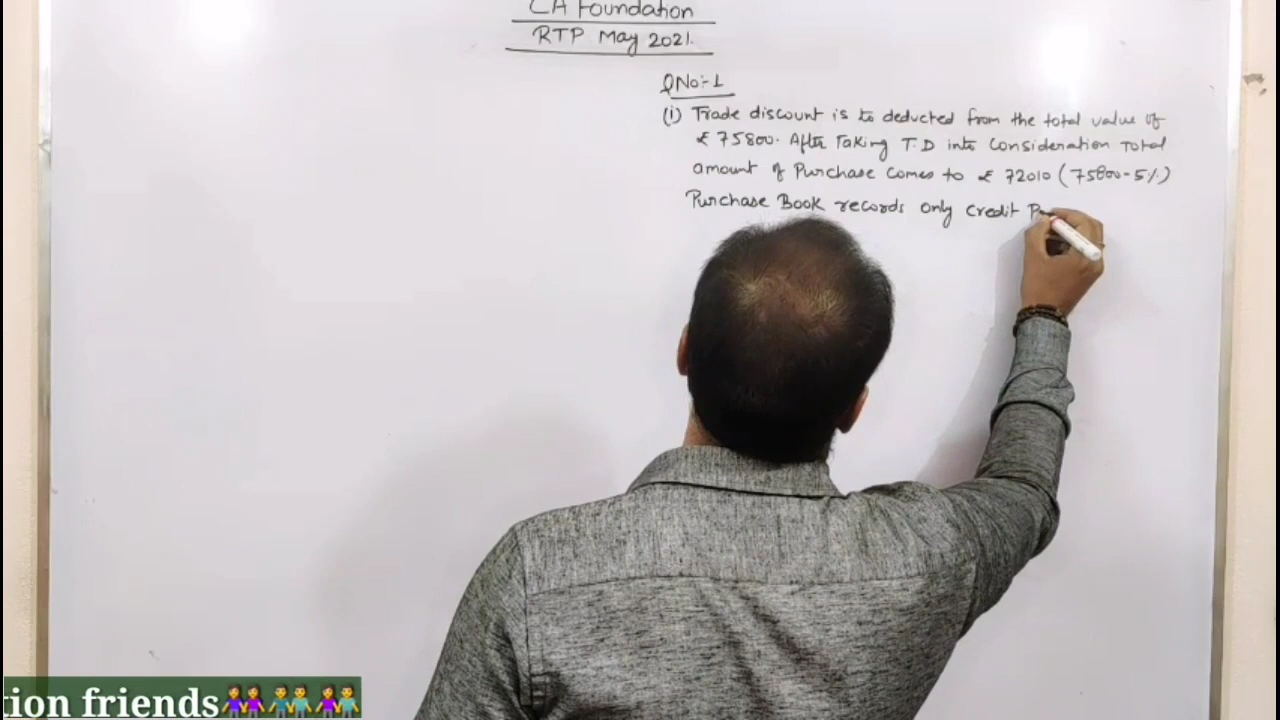 CA Foundation
RTP May 2021.
QNo:-1
(i) Trade discount is to deducted from the total value of
₹ 75800. After Taking T.D into Consideration Total
amount of Purchase Comes to ₹ 72010 (75800-5%)
Purchase Book records only credit
tion friends👭👫👬👭👫